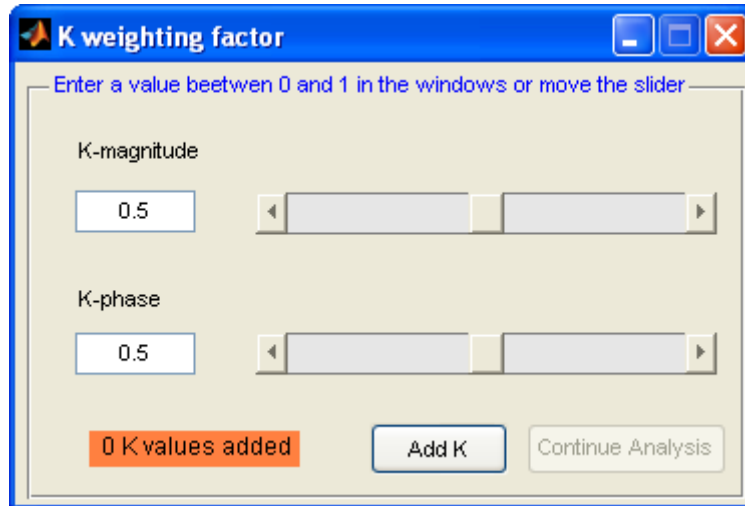 K weighting factor
Enter a value beetwen 0 and 1 in the windows or move the slider
K-magnitude
0.5
K-phase
0.5
0 K values added
Add K
Continue Analysis